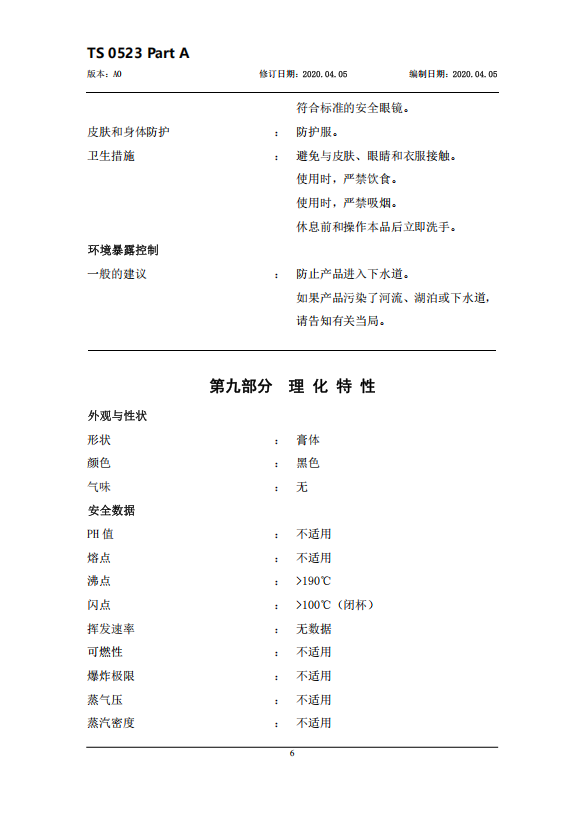 TS 0523 Part A
版本：A0 修订日期：2020.04.05 编制日期：2020.04.05
符合标准的安全眼镜。
皮肤和身体防护 ： 防护服。
卫生措施 ： 避免与皮肤、眼睛和衣服接触。
使用时，严禁饮食。
使用时，严禁吸烟。
休息前和操作本品后立即洗手。
环境暴露控制
一般的建议 ： 防止产品进入下水道。
如果产品污染了河流、湖泊或下水道，
请告知有关当局。
第九部分 理 化 特 性
外观与性状
形状 ： 膏体
颜色 ： 黑色
气味 ： 无
安全数据
PH 值 ： 不适用
熔点 ： 不适用
沸点 ： >190℃
闪点 ： >100℃（闭杯）
挥发速率 ： 无数据
可燃性 ： 不适用
爆炸极限 ： 不适用
蒸气压 ： 不适用
蒸汽密度 ： 不适用
6